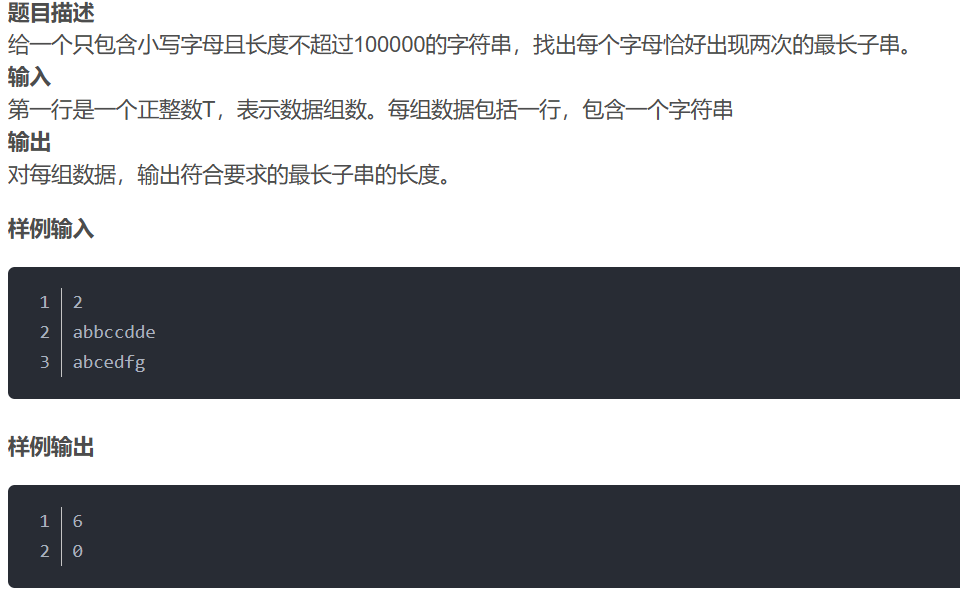 题目描述
给一个只包含小写字母且长度不超过100000的字符串，找出每个字母恰好出现两次的最长子串。
输入
第一行是一个正整数T，表示数据组数。每组数据包括一行，包含一个字符串
输出
对每组数据，输出符合要求的最长子串的长度。
样例输入
1 2
2 abbccdde
3 abcedfg
样例输出
1 6
2 0